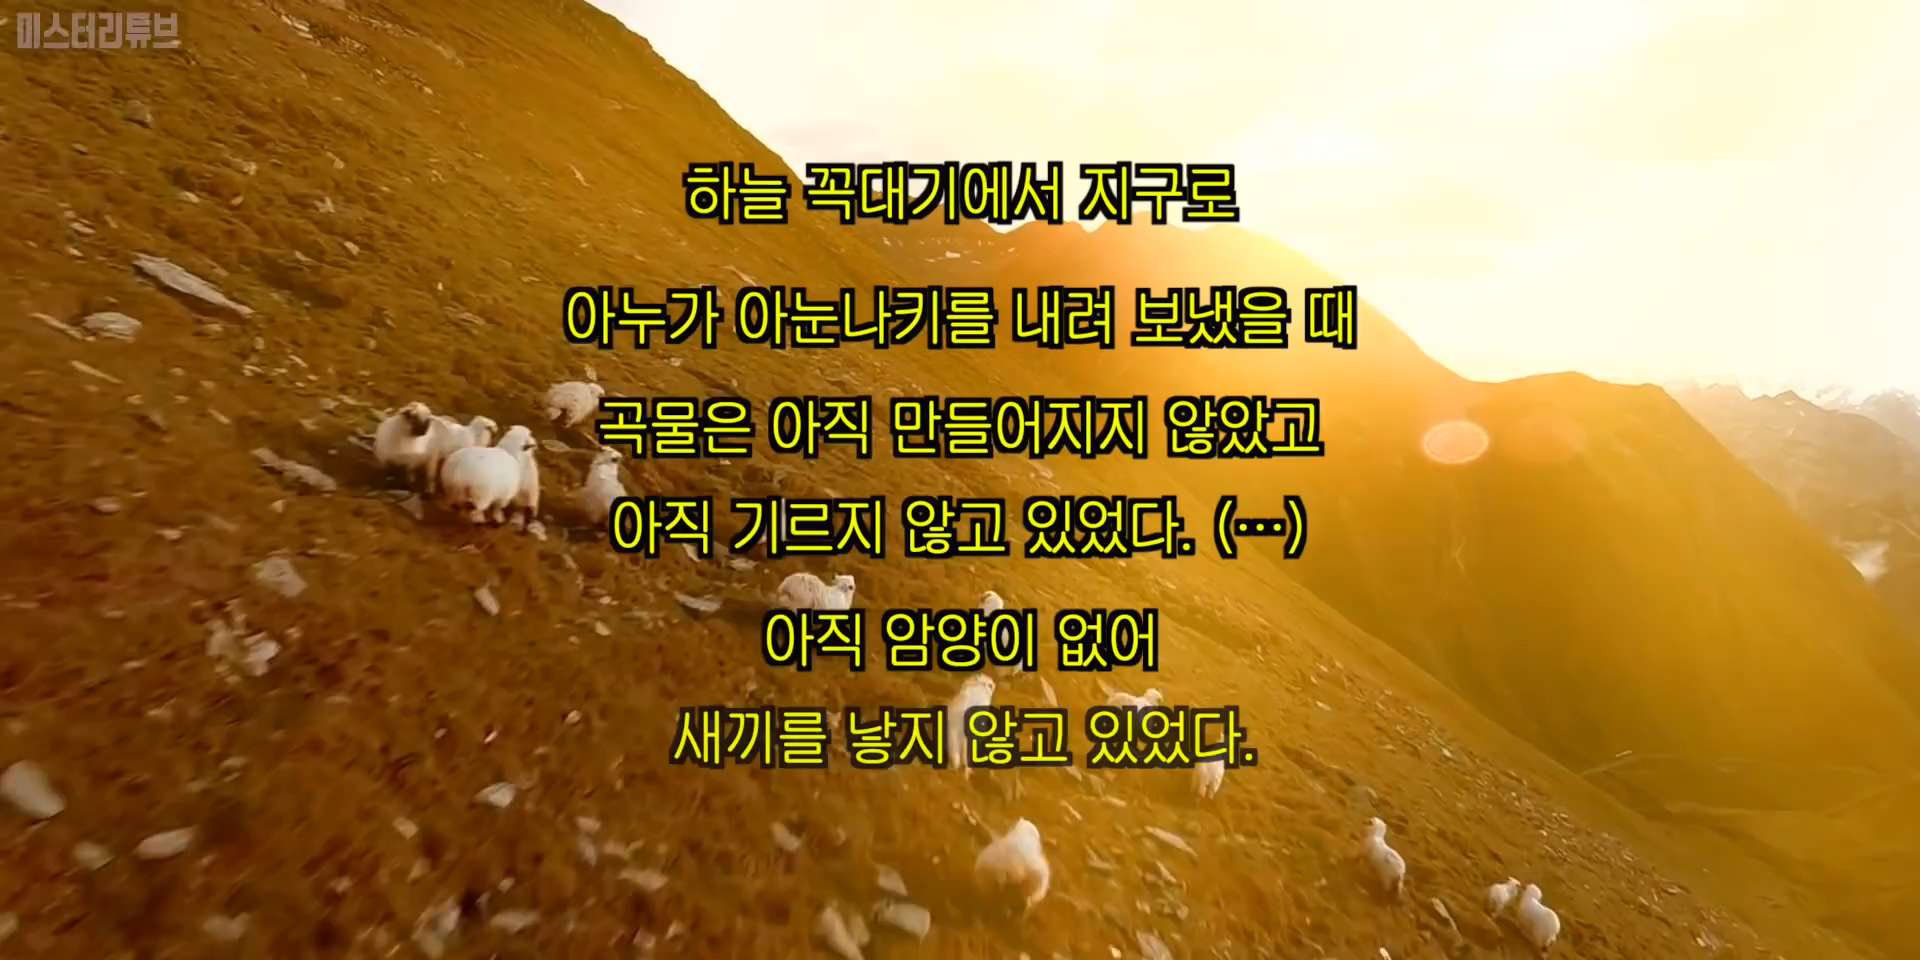 미스터리튜브
하늘 꼭대기에서 지구로
아누가 아눈나키를 내려 보냈을 때
곡물은 아직 만들어지지 않았고
아직 기르지 않고 있었다. (…)
아직 암양이 없어
새끼를 낳지 않고 있었다.